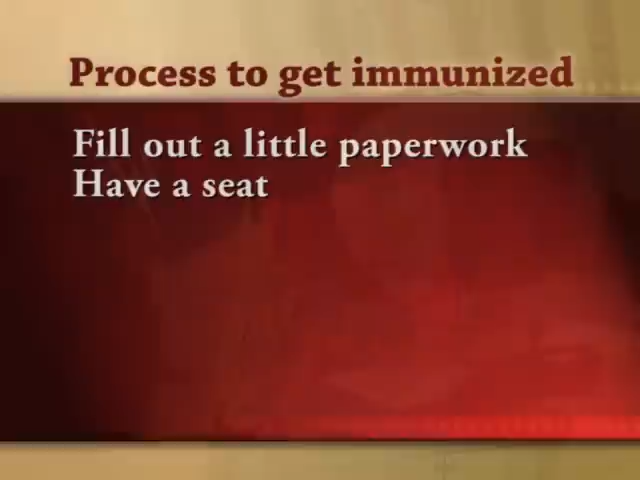 Process to get immunized
Fill out a little paperwork
Have a seat